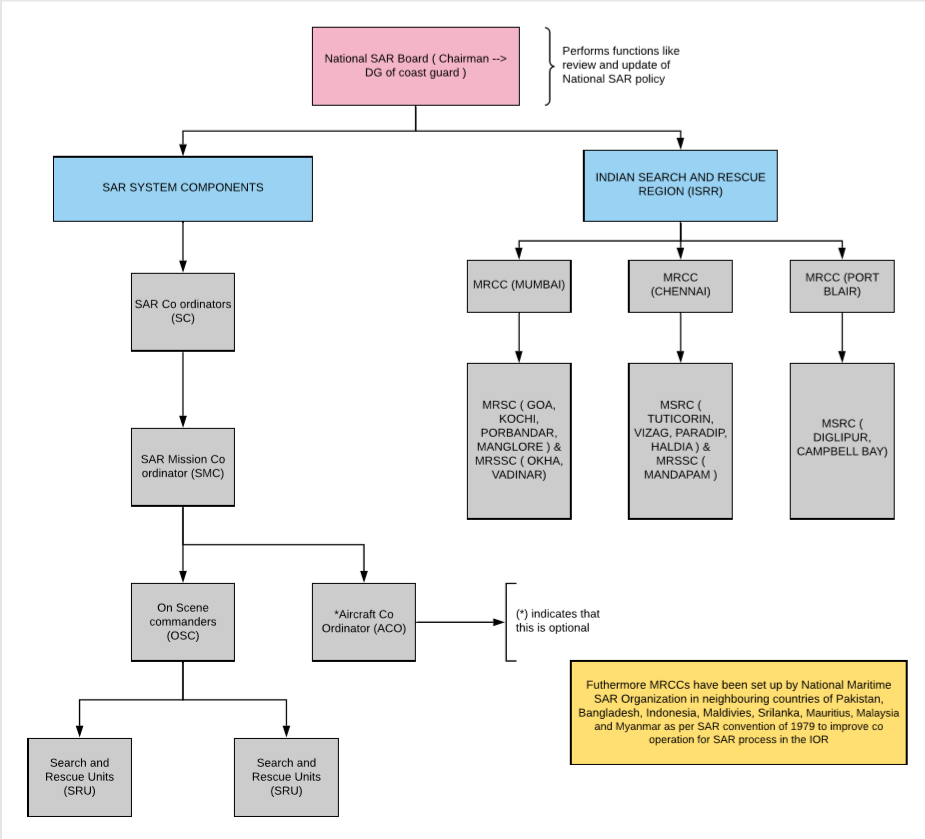 National SAR Board ( Chairman -->
DG of coast guard )
Performs functions like
review and update of
National SAR policy
SAR SYSTEM COMPONENTS
INDIAN SEARCH AND RESCUE
REGION (ISRR)
SAR Co ordinators
(SC)
MRCC (MUMBAI)
MRCC
(CHENNAI)
MRCC (PORT
BLAIR)
MRSC ( GOA,
KOCHI,
PORBANDAR,
MANGLORE ) &
MRSSC ( OKHA,
VADINAR)
MSRC (
TUTICORIN,
VIZAG, PARADIP,
HALDIA ) &
MRSSC (
MANDAPAM )
MSRC (
DIGLIPUR,
CAMPBELL BAY)
SAR Mission Co
ordinator (SMC)
On Scene
commanders
(OSC)
*Aircraft Co
Ordinator (ACO)
(*) indicates that
this is optional
Futhermore MRCCs have been set up by National Maritime
SAR Organization in neighbouring countries of Pakistan,
Bangladesh, Indonesia, Maldivies, Srilanka, Mauritius, Malaysia
and Myanmar as per SAR convention of 1979 to improve co
operation for SAR process in the IOR
Search and
Rescue Units
(SRU)
Search and
Rescue Units
(SRU)